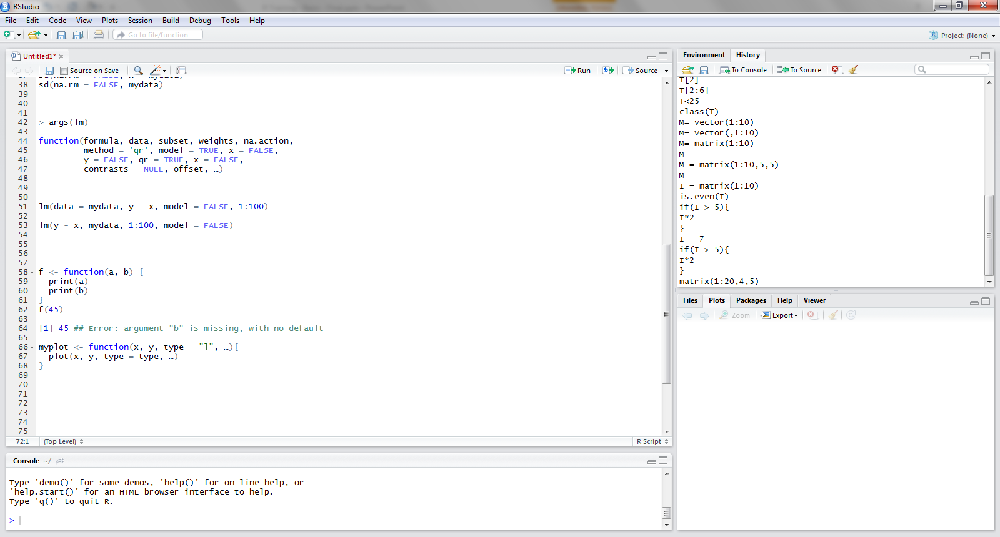 RStudio
File Edit Code View Plots Session Build Debug Tools Help
Go to file/function
Project: (None)
Untitled1*
Source on Save
Run
Source
38 sd(na.rm = FALSE, mydata)
39
40
41
42 > args(lm)
43
44 function(formula, data, subset, weights, na.action,
45 method = 'qr', model = TRUE, x = FALSE,
46 y = FALSE, qr = TRUE, x = FALSE,
47 contrasts = NULL, offset, …)
48
49
50
51 lm(data = mydata, y - x, model = FALSE, 1:100)
52
53 lm(y - x, mydata, 1:100, model = FALSE)
54
55
56
57
58 f <- function(a, b) {
59 print(a)
60 print(b)
61 }
62 f(45)
63
64 [1] 45 ## Error: argument "b" is missing, with no default
65
66 myplot <- function(x, y, type = "l", …){
67 plot(x, y, type = type, …)
68 }
69
70
71
72
73
74
75
72:1 (Top Level) R Script
Console ~/
Type 'demo()' for some demos, 'help()' for on-line help, or
'help.start()' for an HTML browser interface to help.
Type 'q()' to quit R.
>
Environment History
To Console To Source
T[2]
T[2:6]
T<25
class(T)
M= vector(1:10)
M= vector(,1:10)
M= matrix(1:10)
M
M = matrix(1:10,5,5)
M
I = matrix(1:10)
is.even(I)
if(I > 5){
I*2
}
I = 7
if(I > 5){
I*2
}
matrix(1:20,4,5)
Files Plots Packages Help Viewer
Zoom Export